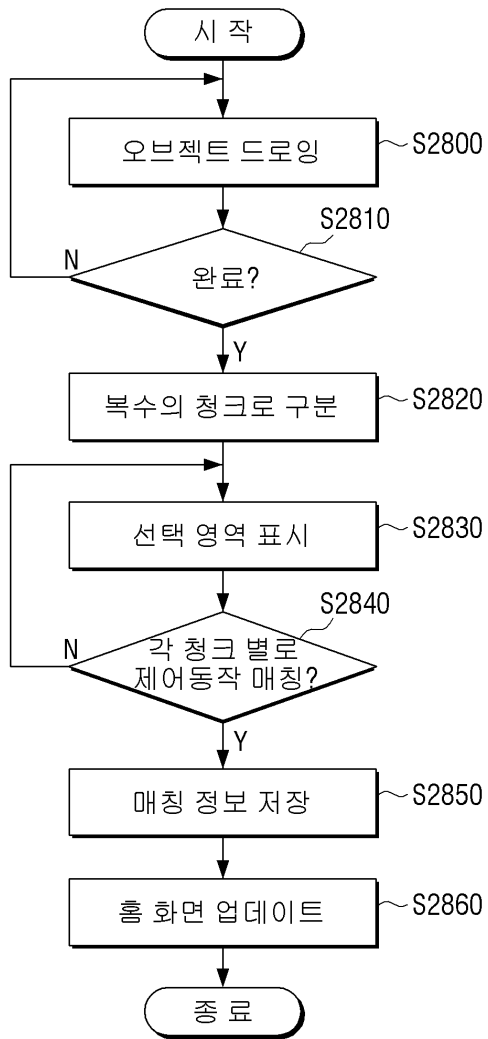 시 작
오브젝트 드로잉
S2800
S2810
완료?
N
Y
복수의 청크로 구분
S2820
선택 영역 표시
S2830
S2840
각 청크 별로
제어동작 매칭?
N
Y
매칭 정보 저장
S2850
홈 화면 업데이트
S2860
종 료